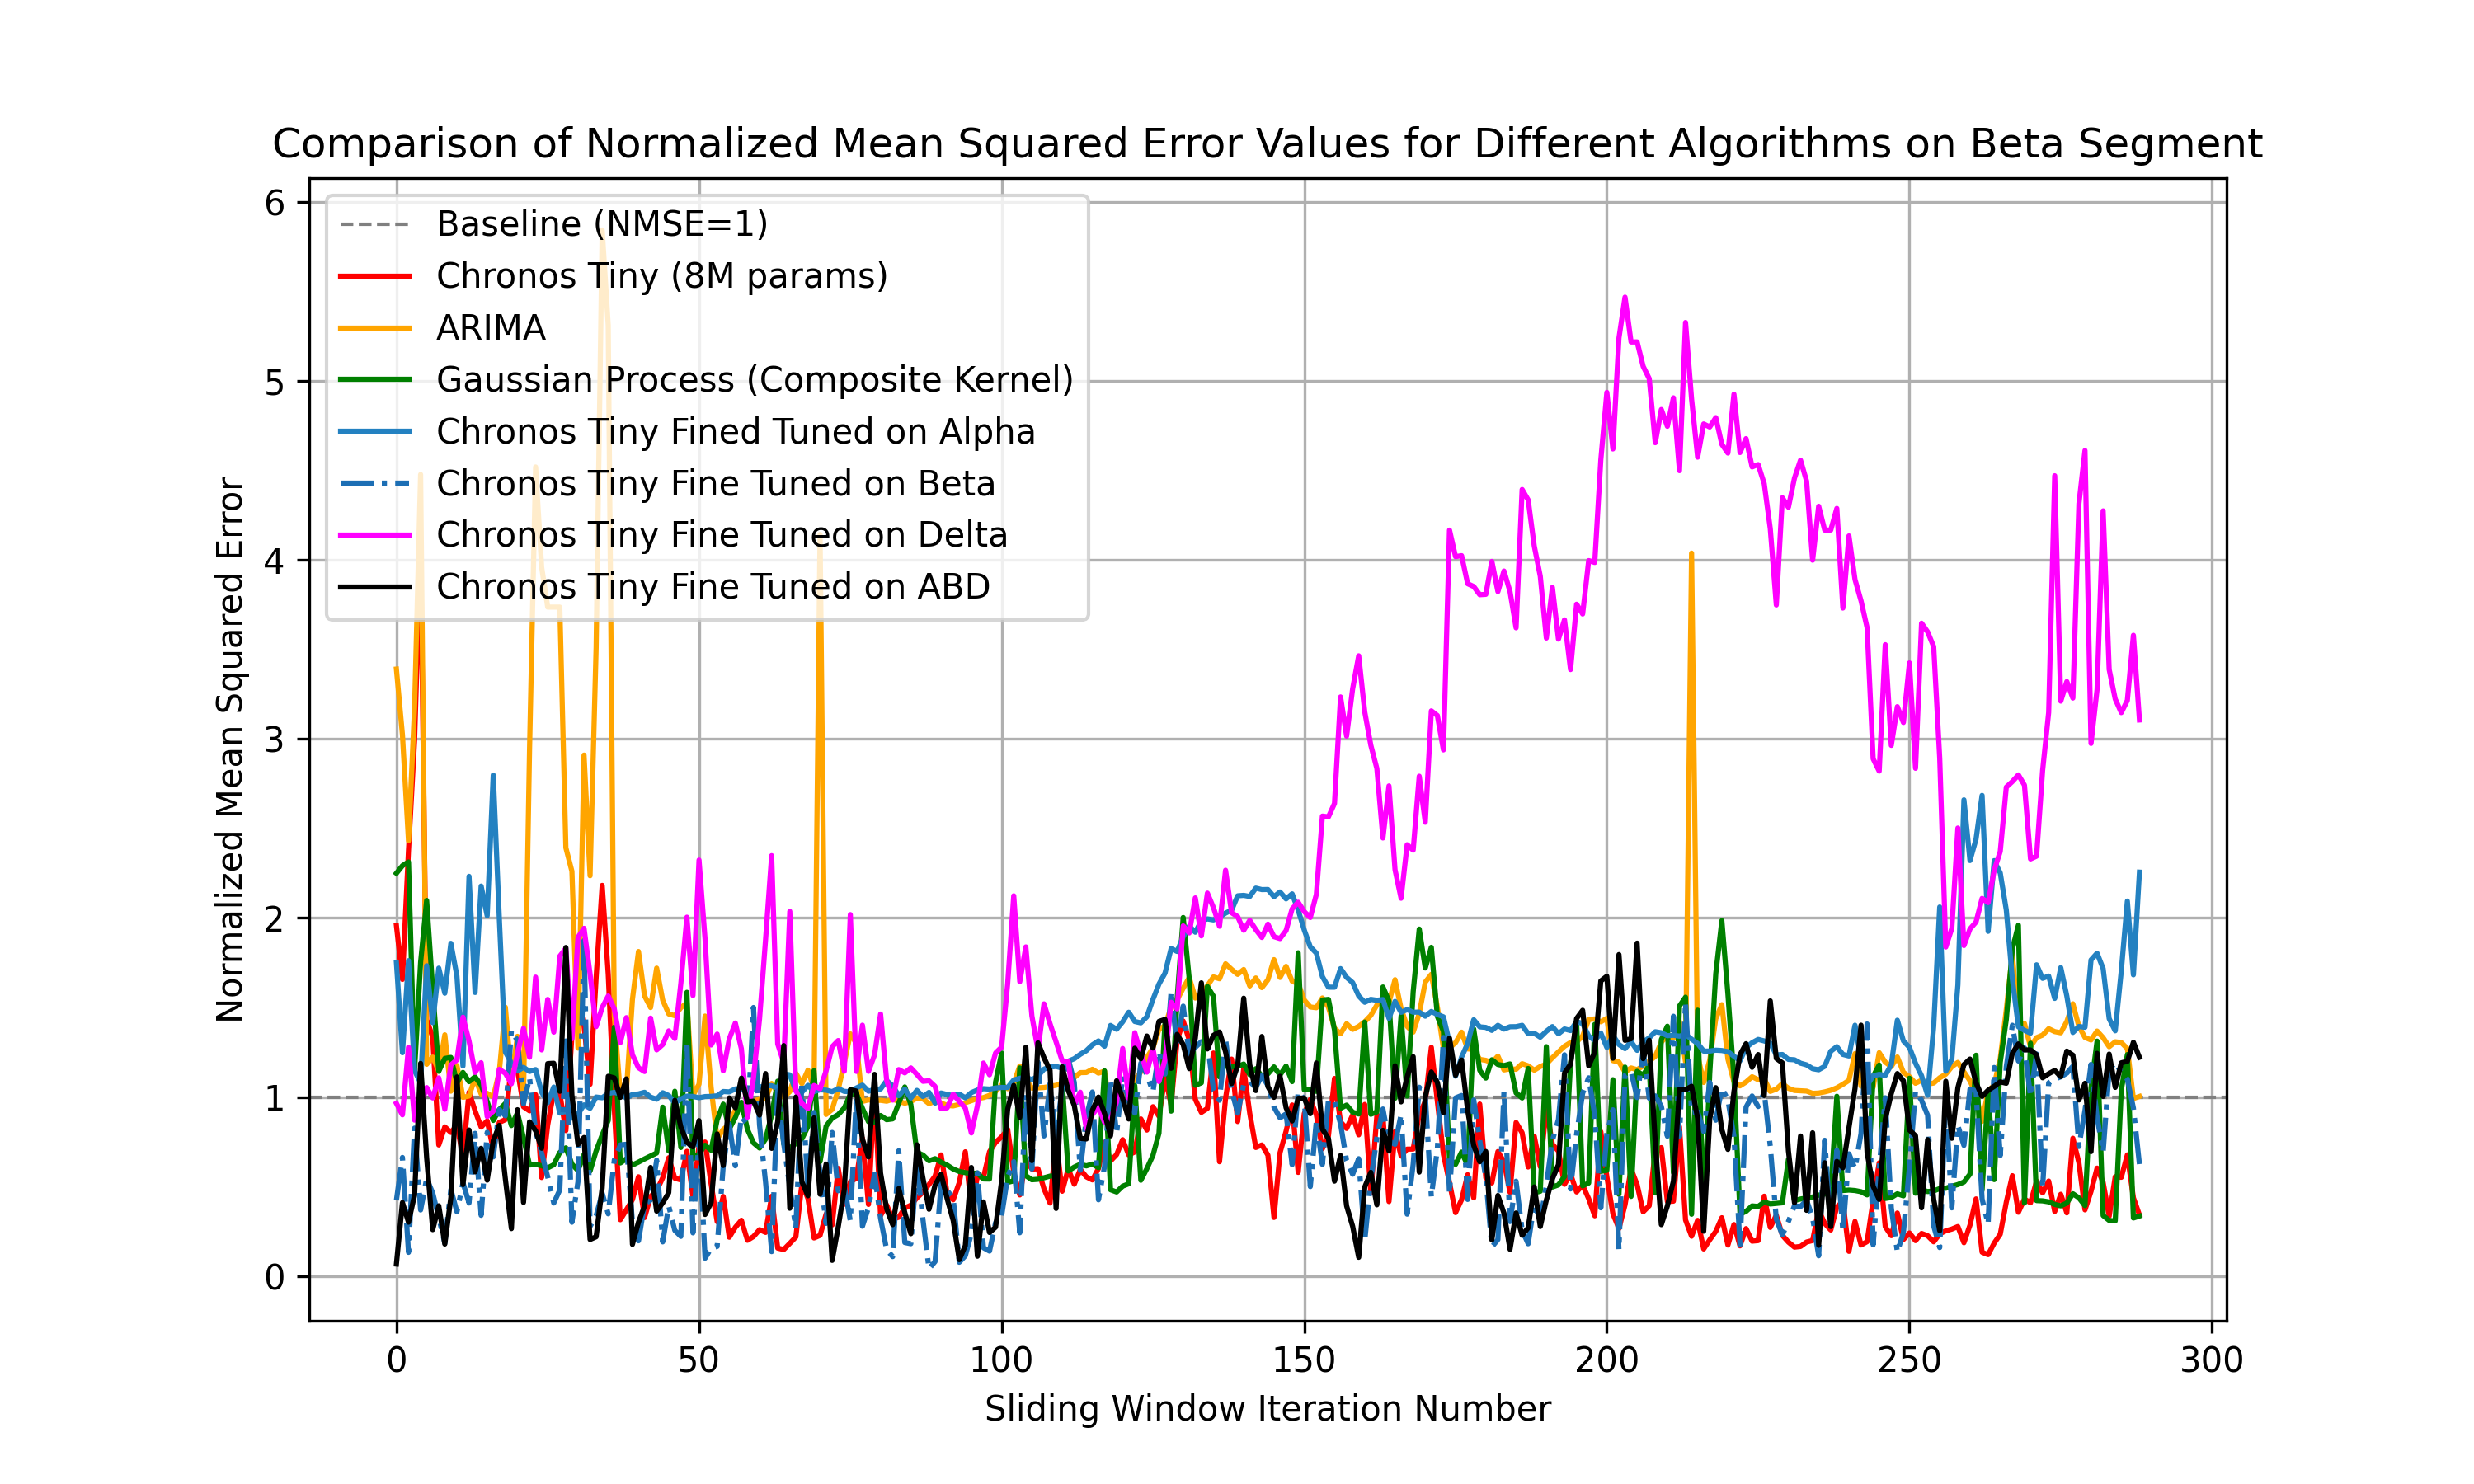 Comparison of Normalized Mean Squared Error Values for Different Algorithms on Beta Segment
Normalized Mean Squared Error
6
5
4
3
2
1
0
Baseline (NMSE=1)
Chronos Tiny (8M params)
ARIMA
Gaussian Process (Composite Kernel)
Chronos Tiny Fined Tuned on Alpha
Chronos Tiny Fine Tuned on Beta
Chronos Tiny Fine Tuned on Delta
Chronos Tiny Fine Tuned on ABD
0 50 100 150 200 250 300
Sliding Window Iteration Number